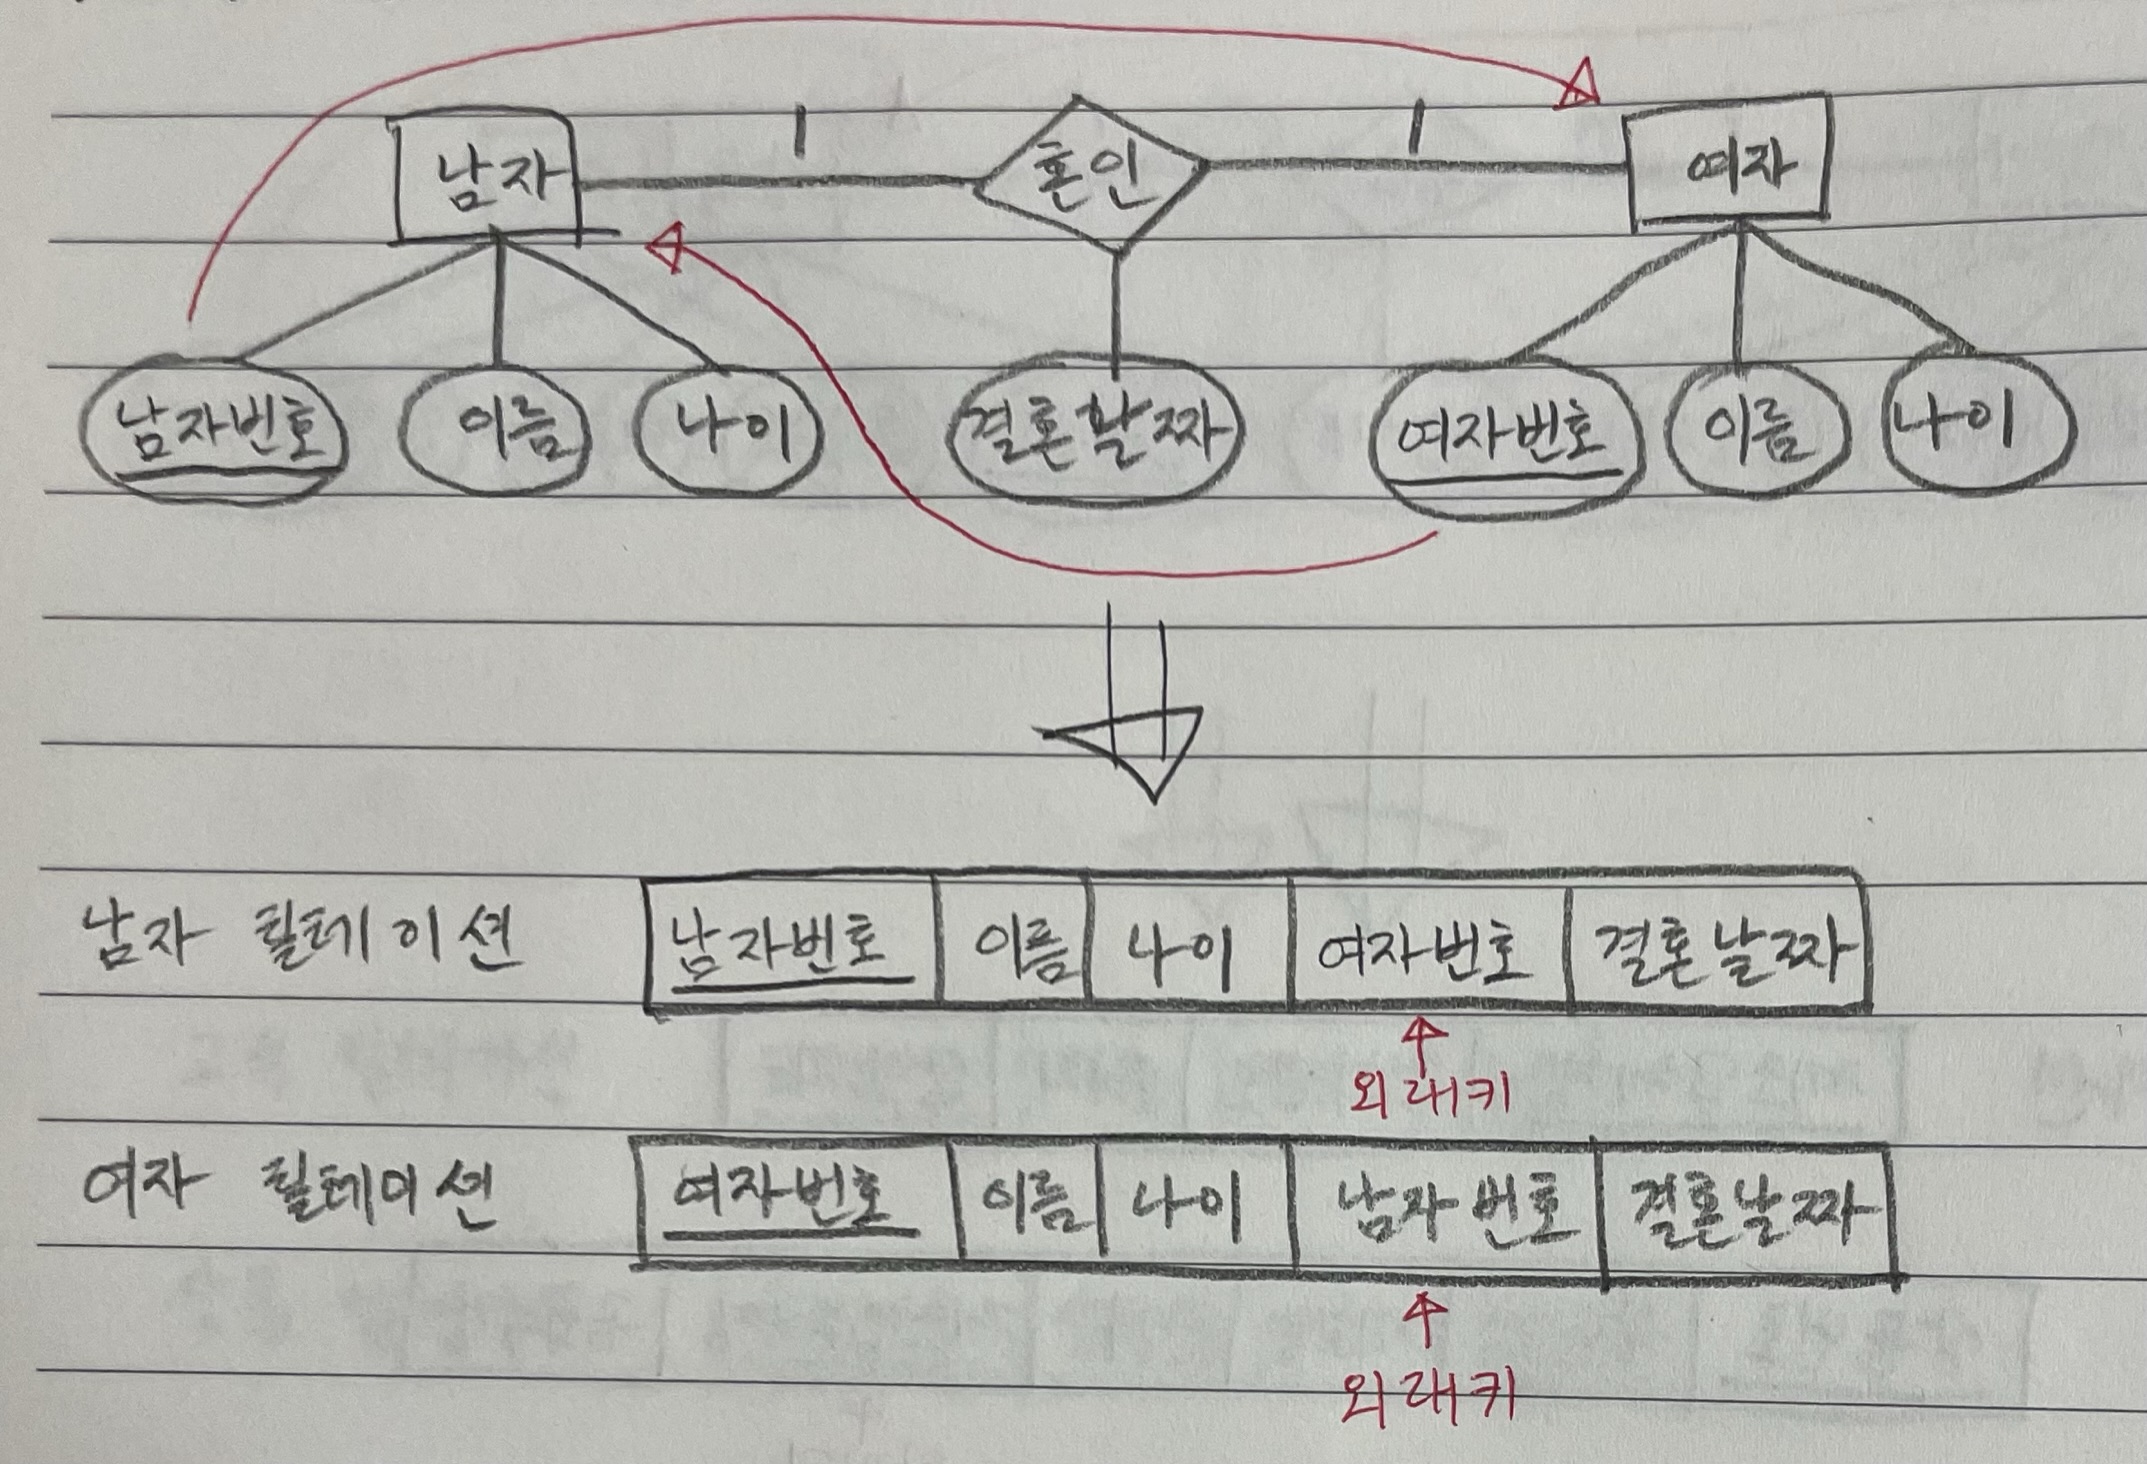 남자 1 혼인 1 여자
남자번호 이름 나이 결혼날짜 여자번호 이름 나이
남자 릴레이션 남자번호 이름 나이 여자번호 결혼날짜
외래키
여자 릴레이션 여자번호 이름 나이 남자번호 결혼날짜
외래키